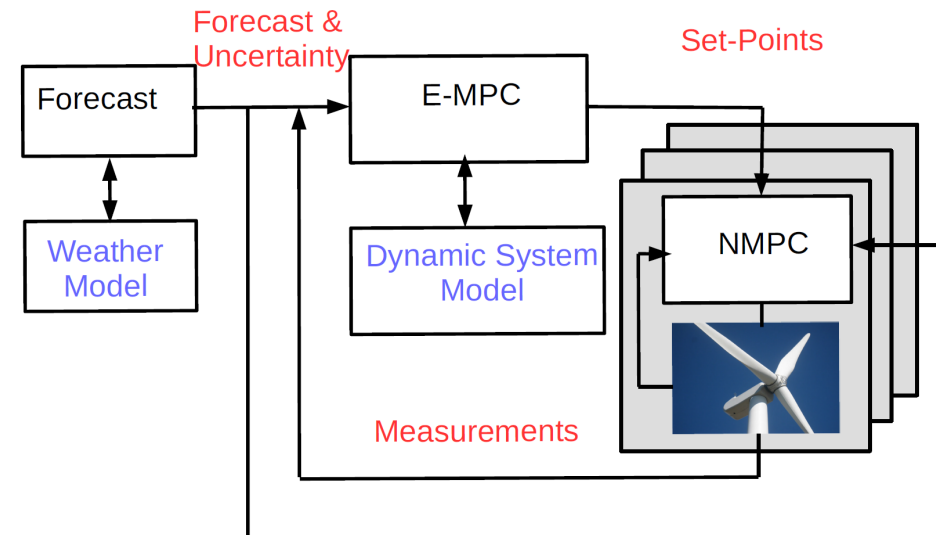 Forecast &
Uncertainty
Set-Points
Forecast
E-MPC
Weather
Model
Dynamic System
Model
NMPC
Measurements